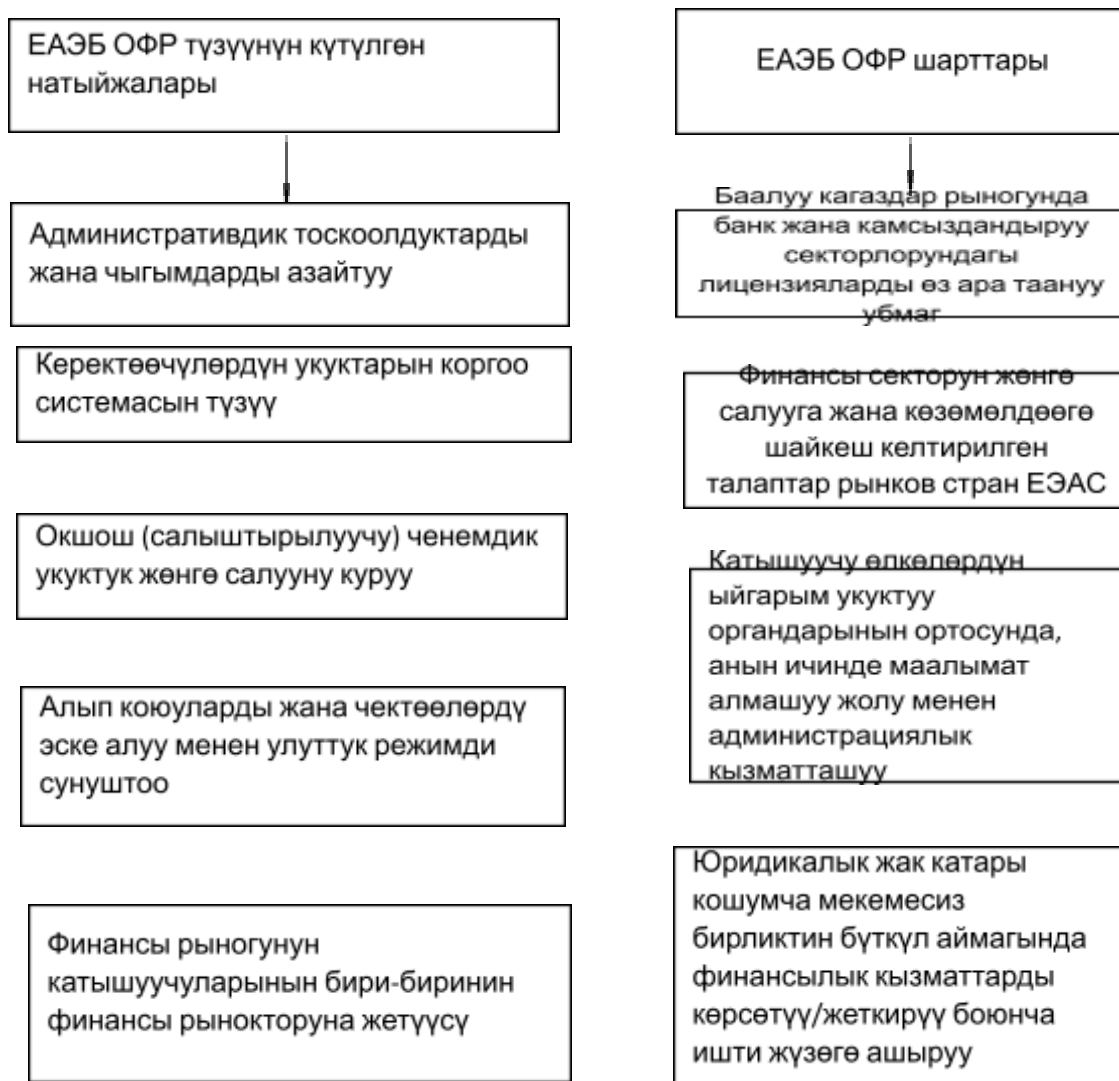 ЕАЭБ ОФР түзүүнүн күтүлгөн
натыйжалары
Административдик тоскоолдуктарды
жана чыгымдарды азайтуу
Керектөөчүлөрдүн укуктарын коргоо
системасын түзүү
Окшош (салыштырылуучу) ченемдик
укуктук жөнгө салууну куруу
Алып коюуларды жана чектөөлөрдү
эске алуу менен улуттук режимди
сунуштоо
Финансы рыногунун
катышуучуларынын бири-биринин
финансы рынокторуна жетүүсү
ЕАЭБ ОФР шарттары
Баалуу кагаздар рыногунда
банк жана камсыздандыруу
секторлорундагы
лицензияларды өз ара таануу
убмаг
Финансы секторун жөнгө
салууга жана көзөмөлдөөгө
шайкеш келтирилген
талаптар рынков стран ЕЭАС
Катышуучу өлкөлөрдүн
ыйгарым укуктуу
органдарынын ортосунда,
анын ичинде маалымат
алмашуу жолу менен
администрациялык
кызматташуу
Юридикалык жак катары
кошумча мекемесиз
бирликтин бүткүл аймагында
финансылык кызматтарды
көрсөтүү/жеткирүү боюнча
ишти жүзөгө ашыруу